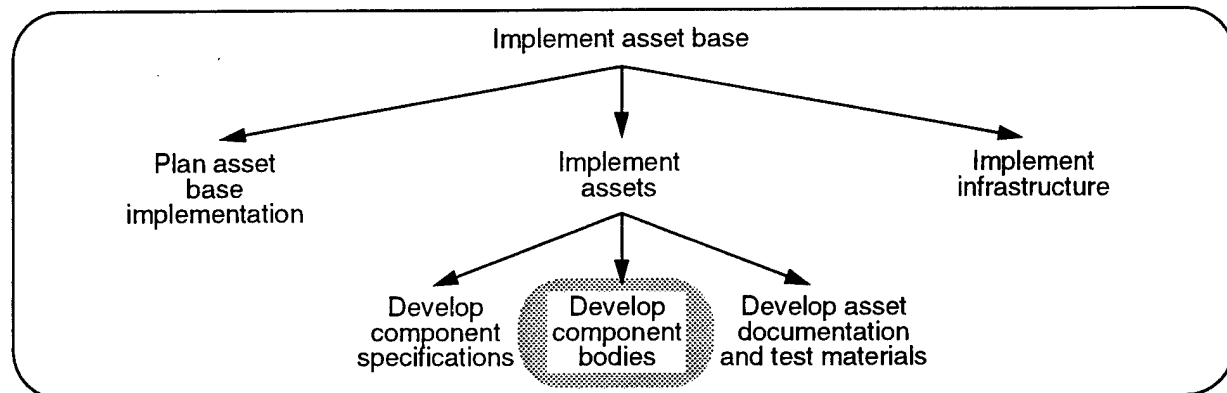 Implement asset base
Plan asset
base
implementation
Implement
assets
Implement
infrastructure
Develop
component
specifications
Develop
component
bodies
Develop asset
documentation
and test materials